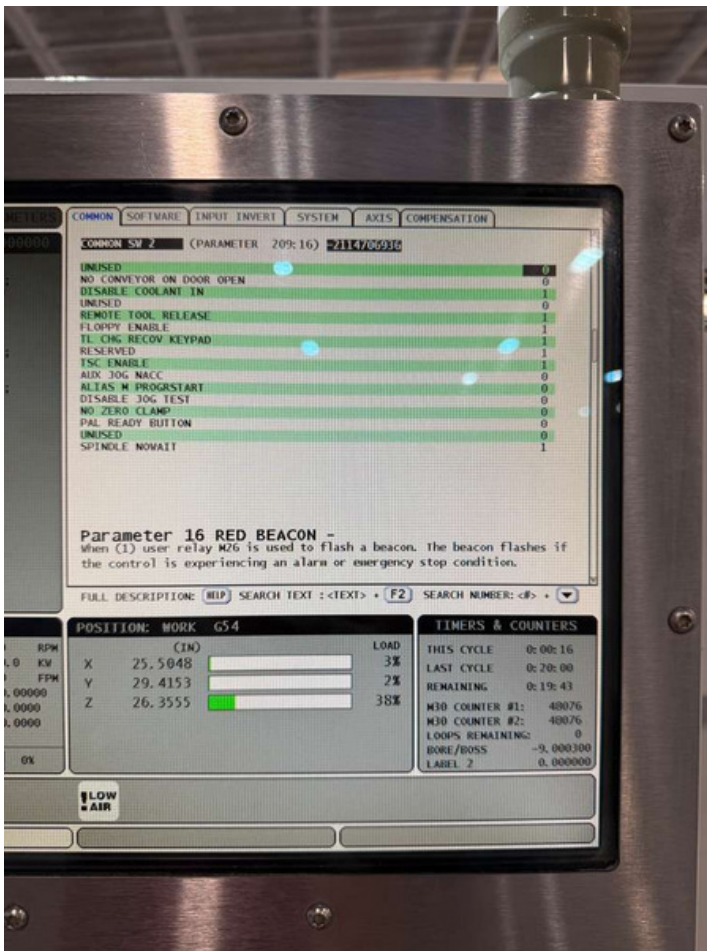 METERS
COMMON SOFTWARE INPUT INVERT SYSTEM AXIS COMPENSATION
COMMON SW 2 (PARAMETER 209:16) -2114706936
UNUSED 0
NO CONVEYOR ON DOOR OPEN 0
DISABLE COOLANT IN 1
UNUSED 0
REMOTE TOOL RELEASE 1
FLOPPY ENABLE 1
TL CHG RECOV KEYPAD 1
RESERVED 1
TSC ENABLE 1
AUX JOG NACC 0
ALIAS M PROGRSTART 0
DISABLE JOG TEST 0
NO ZERO CLAMP 0
PAL READY BUTTON 0
UNUSED 0
SPINDLE NOWAIT 1
Parameter 16 RED BEACON -
When (1) user relay M26 is used to flash a beacon. The beacon flashes if
the control is experiencing an alarm or emergency stop condition.
FULL DESCRIPTION: HELP SEARCH TEXT :<TEXT> + F2 SEARCH NUMBER: <#> +
RPM
KW
FPM
0%
POSITION: WORK G54
(IN) LOAD
X 25.5048 3%
Y 29.4153 2%
Z 26.3555 38%
TIMERS & COUNTERS
THIS CYCLE 0:00:16
LAST CYCLE 0:20:00
REMAINING 0:19:43
M30 COUNTER #1: 48076
M30 COUNTER #2: 48076
LOOPS REMAINING: 0
BORE/BOSS -9.000300
LABEL 2 0.000000
! LOW
AIR